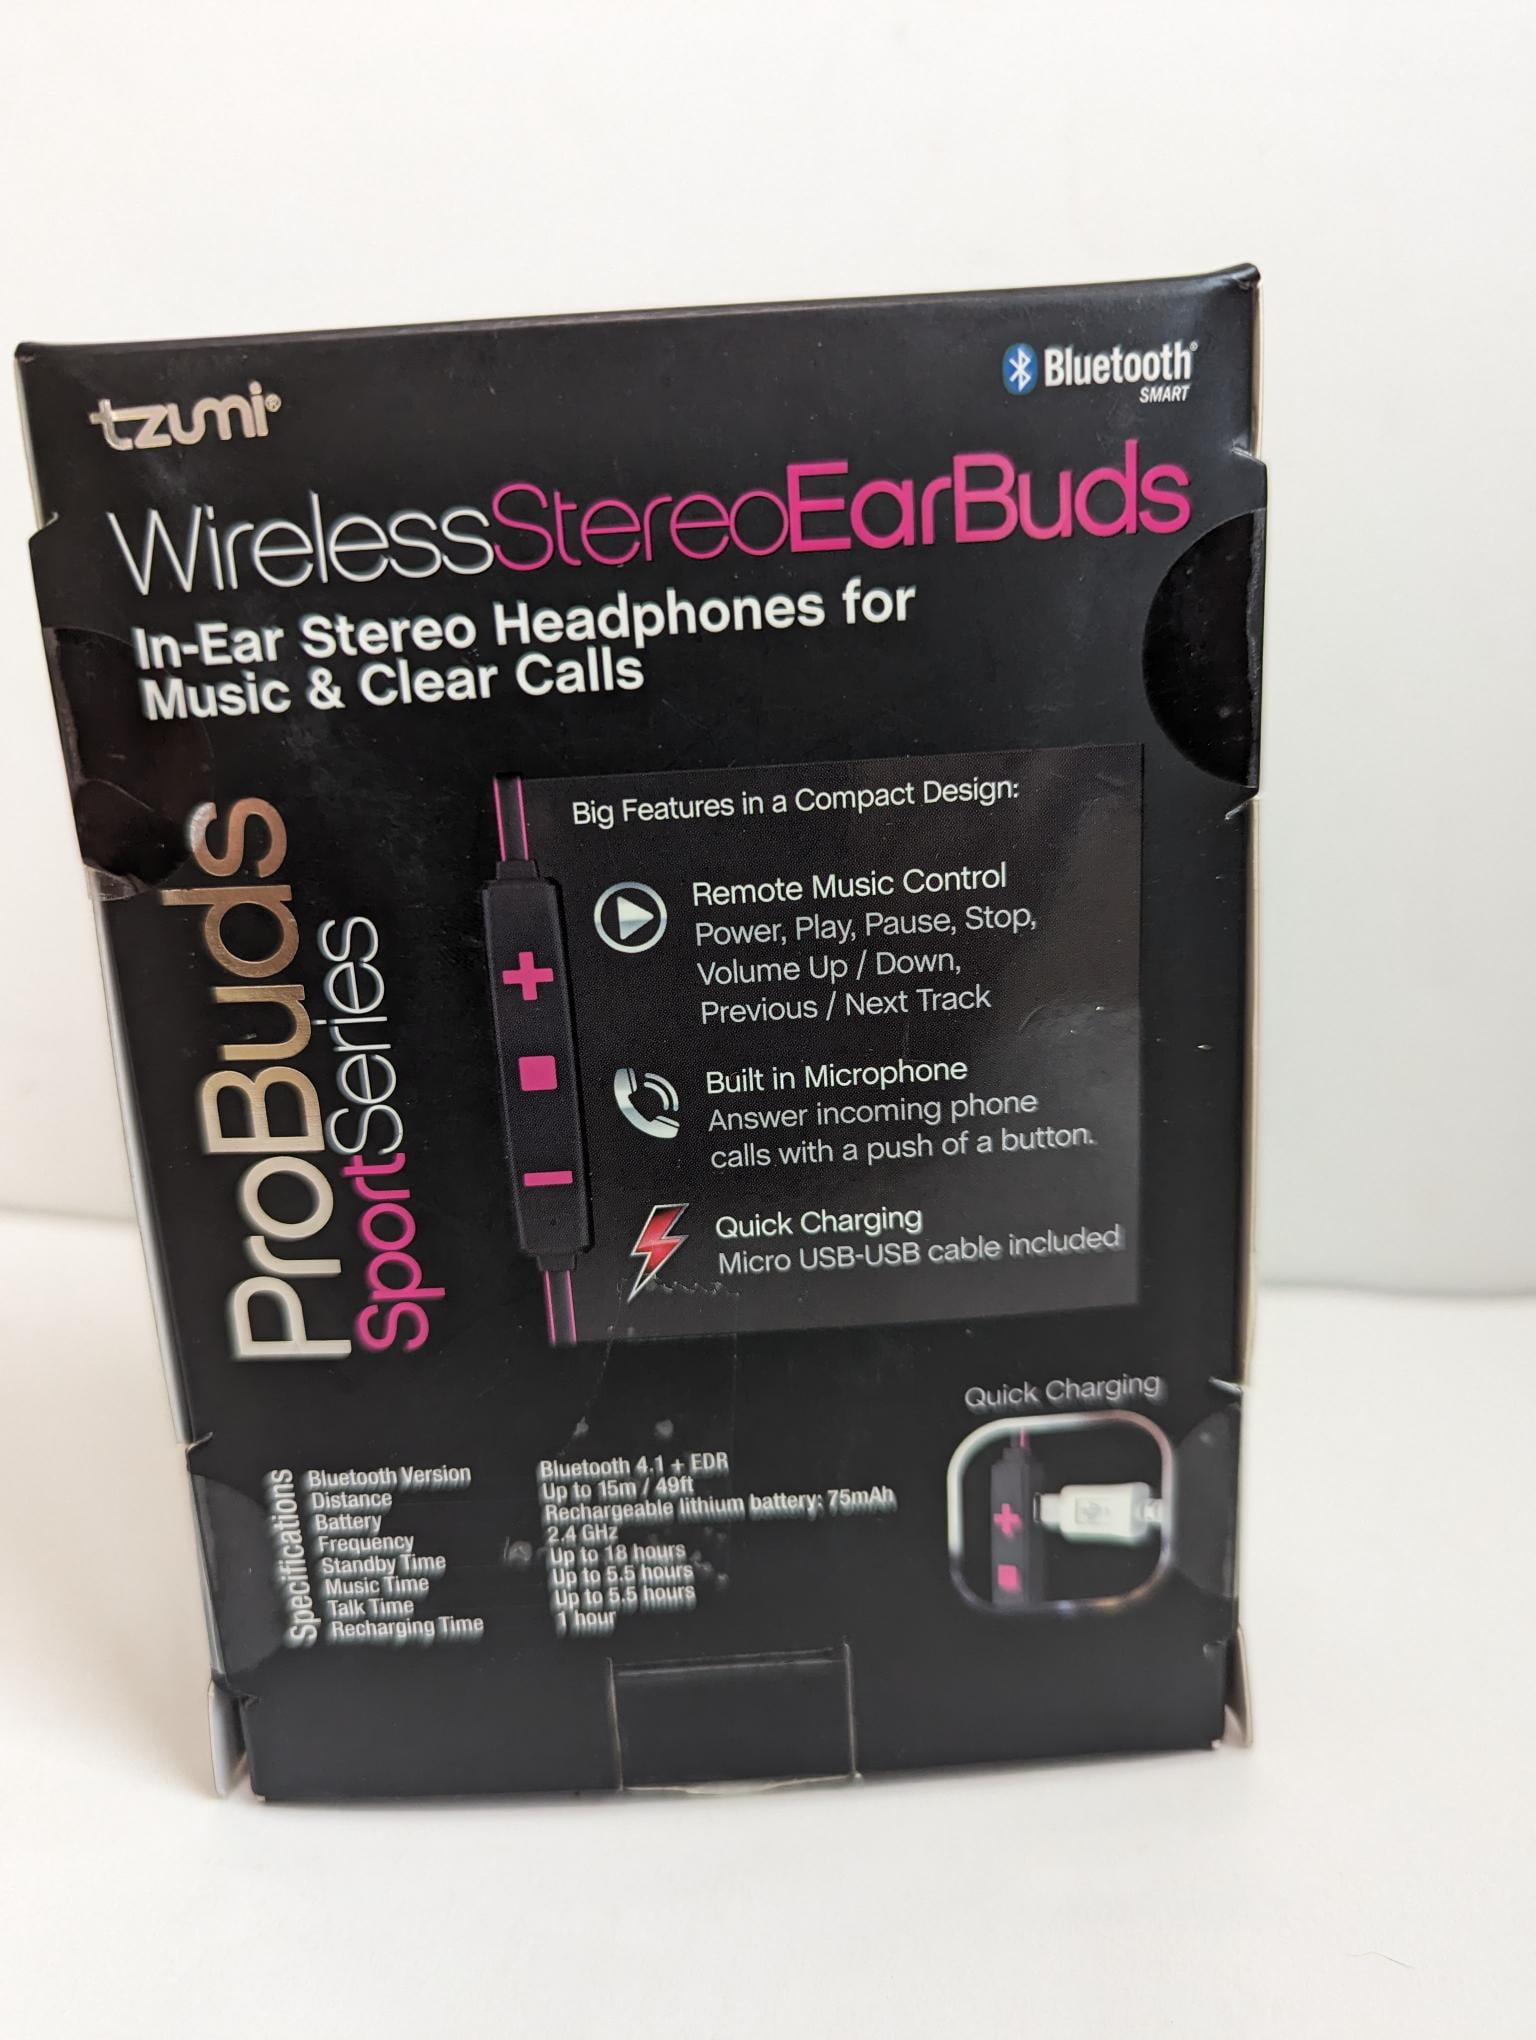 tzumi®
Bluetooth®
SMART
WirelessStereoEarBuds
In-Ear Stereo Headphones for
Music & Clear Calls
ProBuds
SportSeries
Big Features in a Compact Design:
Remote Music Control
Power, Play, Pause, Stop,
Volume Up / Down,
Previous / Next Track
Built in Microphone
Answer incoming phone
calls with a push of a button.
Quick Charging
Micro USB-USB cable included
Quick Charging
Specifications
Bluetooth Version Bluetooth 4.1 + EDR
Distance Up to 15m / 49ft
Battery Rechargeable lithium battery: 75mAh
Frequency 2.4 GHz
Standby Time Up to 18 hours
Music Time Up to 5.5 hours
Talk Time Up to 5.5 hours
Recharging Time 1 hour